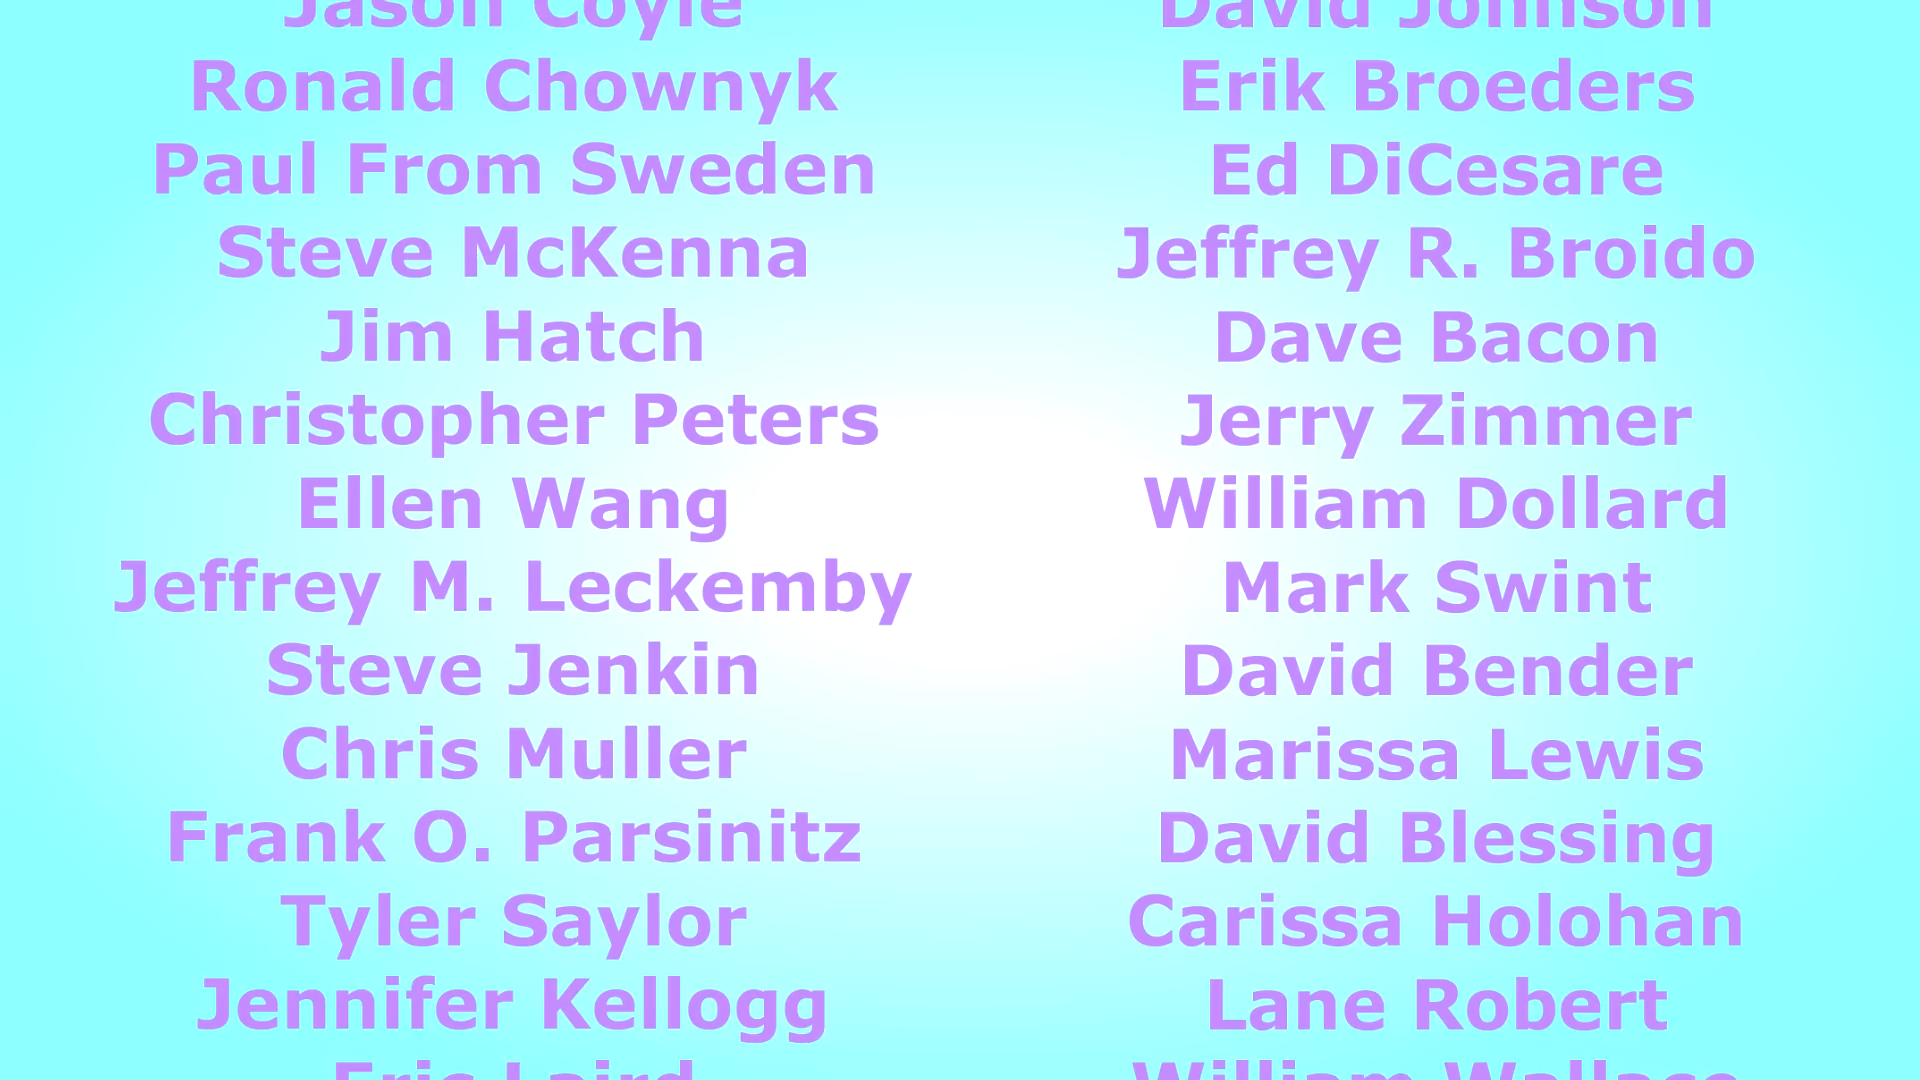 Jason Coyle
Ronald Chownyk
Paul From Sweden
Steve McKenna
Jim Hatch
Christopher Peters
Ellen Wang
Jeffrey M. Leckemby
Steve Jenkin
Chris Muller
Frank O. Parsinitz
Tyler Saylor
Jennifer Kellogg
Eric Laird
David Johnson
Erik Broeders
Ed DiCesare
Jeffrey R. Broido
Dave Bacon
Jerry Zimmer
William Dollard
Mark Swint
David Bender
Marissa Lewis
David Blessing
Carissa Holohan
Lane Robert
William Wallace